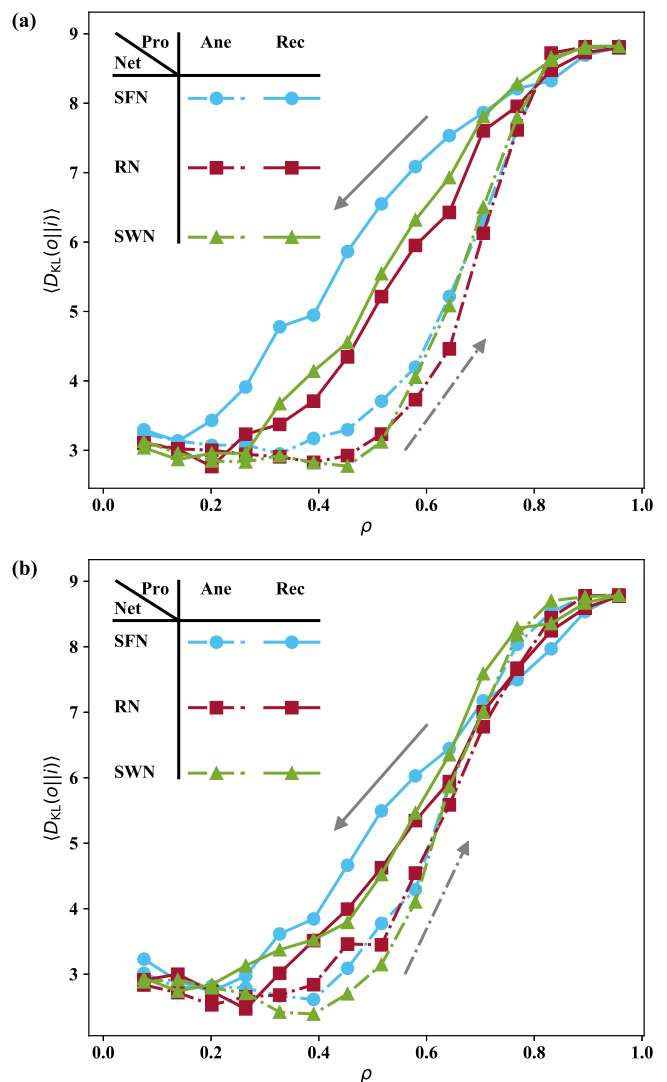 (a)
9
8
7
6
5
4
3
⟨D_KL(o||i)⟩
Pro Ane Rec
Net
SFN
RN
SWN
0.0 0.2 0.4 0.6 0.8 1.0
ρ
(b)
9
8
7
6
5
4
3
⟨D_KL(o||i)⟩
Pro Ane Rec
Net
SFN
RN
SWN
0.0 0.2 0.4 0.6 0.8 1.0
ρ